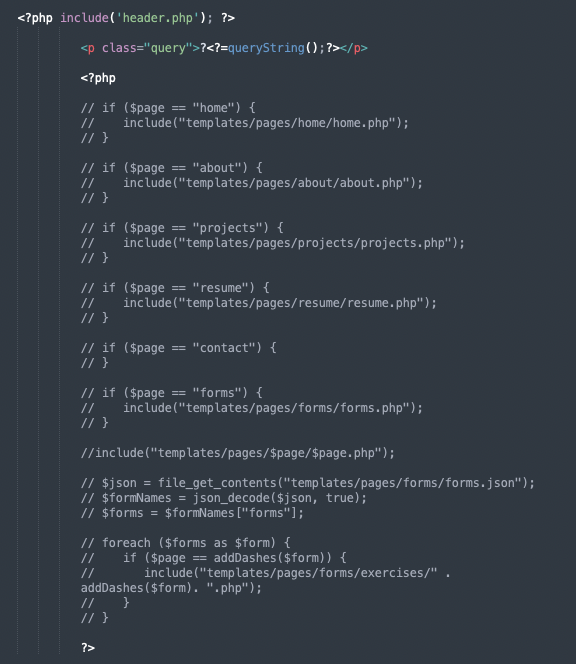 <?php include('header.php'); ?>
<p class="query">?<?=queryString();?></p>
<?php
// if ($page == "home") {
//    include("templates/pages/home/home.php");
// }
// if ($page == "about") {
//    include("templates/pages/about/about.php");
// }
// if ($page == "projects") {
//    include("templates/pages/projects/projects.php");
// }
// if ($page == "resume") {
//    include("templates/pages/resume/resume.php");
// }
// if ($page == "contact") {
// }
// if ($page == "forms") {
//    include("templates/pages/forms/forms.php");
// }
//include("templates/pages/$page/$page.php");
// $json = file_get_contents("templates/pages/forms/forms.json");
// $formNames = json_decode($json, true);
// $forms = $formNames["forms"];
// foreach ($forms as $form) {
//    if ($page == addDashes($form)) {
//       include("templates/pages/forms/exercises/" .
addDashes($form). ".php");
//    }
// }
?>